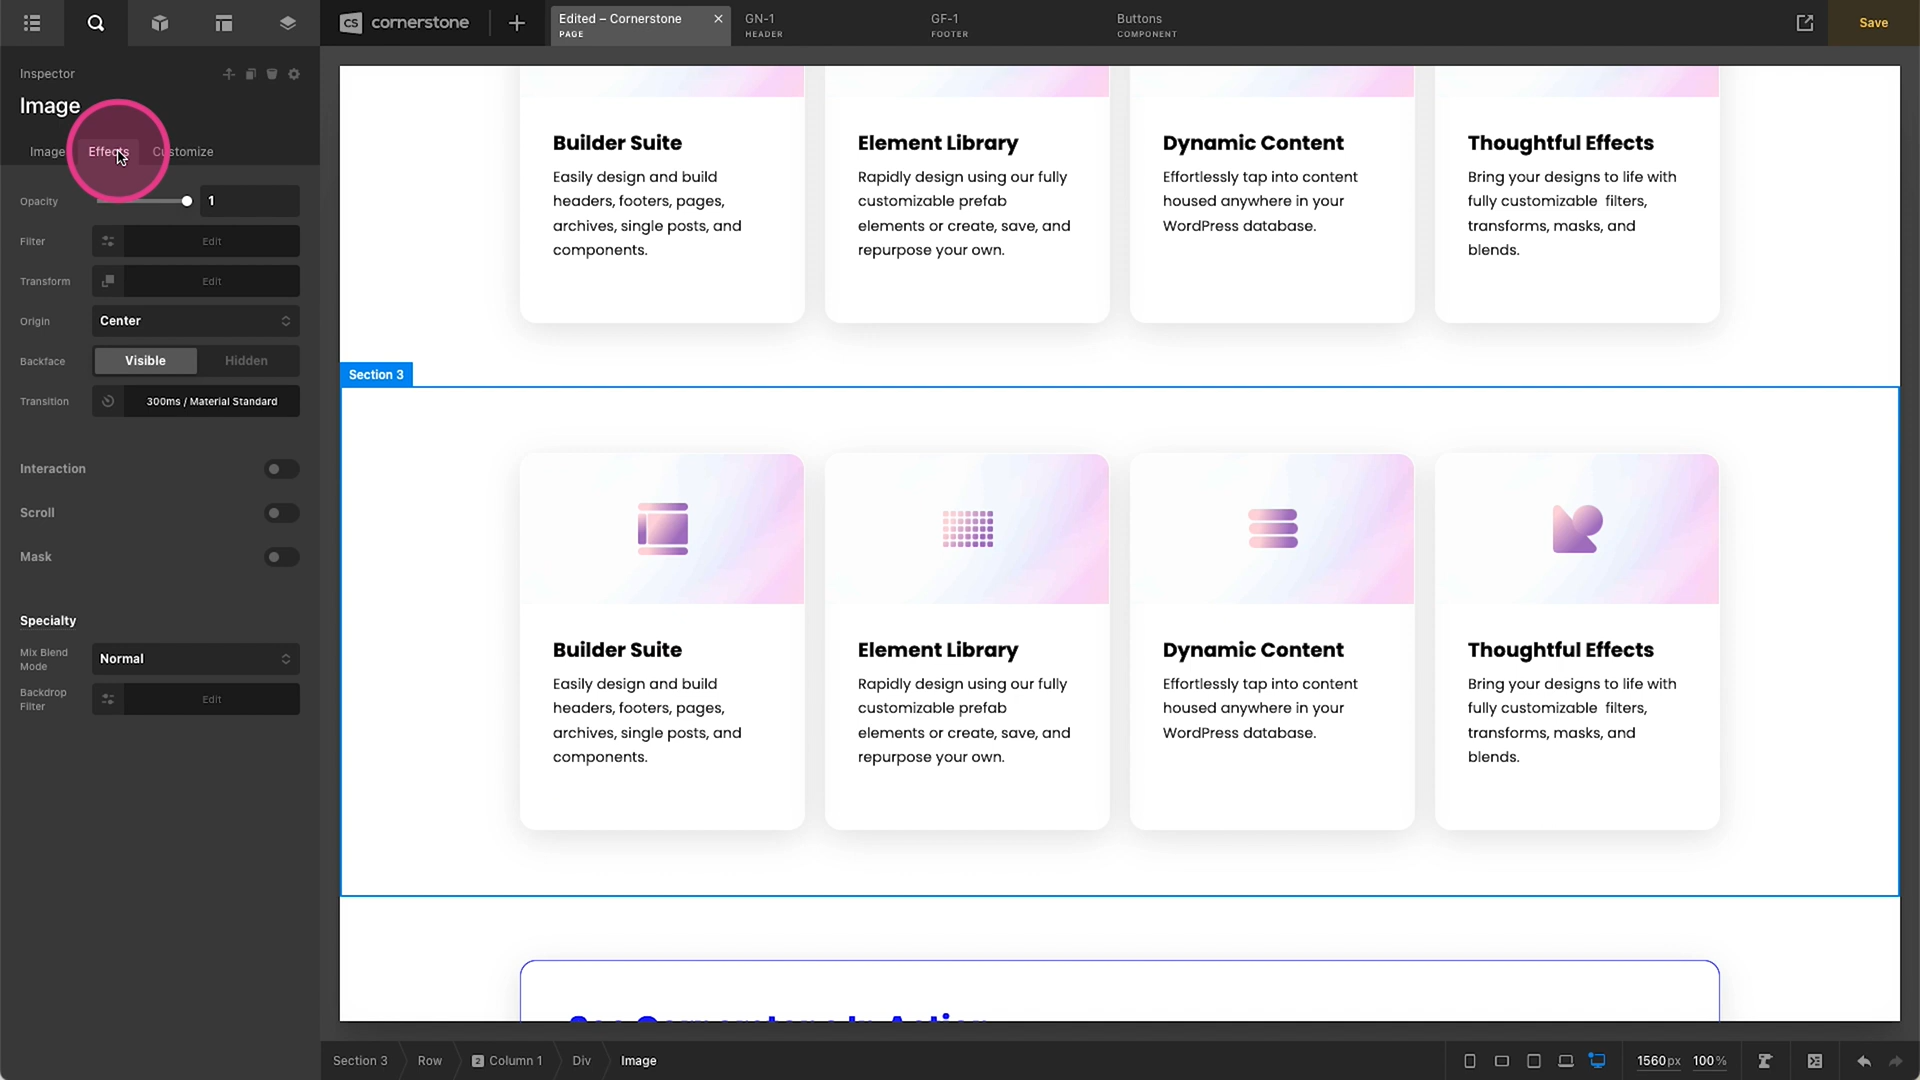 cs cornerstone
Edited – Cornerstone
PAGE
GN-1
HEADER
GF-1
FOOTER
Buttons
COMPONENT
Save
Inspector
Image
Image
Effects
Customize
Opacity
1
Filter
Edit
Transform
Edit
Origin
Center
Backface
Visible
Hidden
Transition
300ms / Material Standard
Interaction
Scroll
Mask
Specialty
Mix Blend
Mode
Normal
Backdrop
Filter
Edit
Builder Suite
Easily design and build
headers, footers, pages,
archives, single posts, and
components.
Element Library
Rapidly design using our fully
customizable prefab
elements or create, save, and
repurpose your own.
Dynamic Content
Effortlessly tap into content
housed anywhere in your
WordPress database.
Thoughtful Effects
Bring your designs to life with
fully customizable filters,
transforms, masks, and
blends.
Section 3
Builder Suite
Easily design and build
headers, footers, pages,
archives, single posts, and
components.
Element Library
Rapidly design using our fully
customizable prefab
elements or create, save, and
repurpose your own.
Dynamic Content
Effortlessly tap into content
housed anywhere in your
WordPress database.
Thoughtful Effects
Bring your designs to life with
fully customizable filters,
transforms, masks, and
blends.
See Cornerstone In Action
Section 3
Row
2 Column 1
Div
Image
1560px
100%